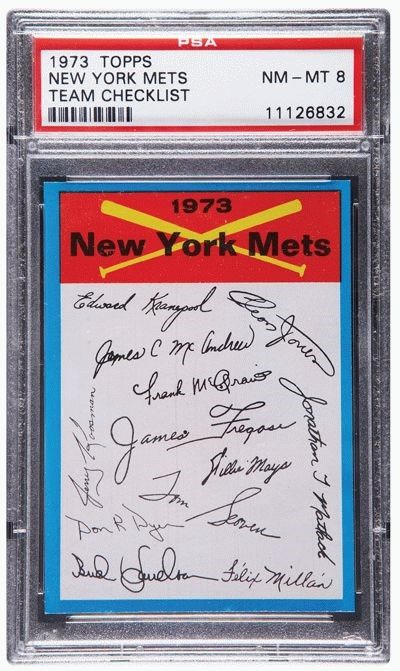 PSA
1973 TOPPS
NEW YORK METS NM-MT 8
TEAM CHECKLIST 11126832
1973
New York Mets
Edward Kranepool
Cleon Jones
James C McAndrew
Frank McGraw
Jerry Koosman
James Fregosi
Jonathan T Matlack
Willie Mays
Tom Seaver
Don R. Dyer
Bud Harrelson
Félix Millan